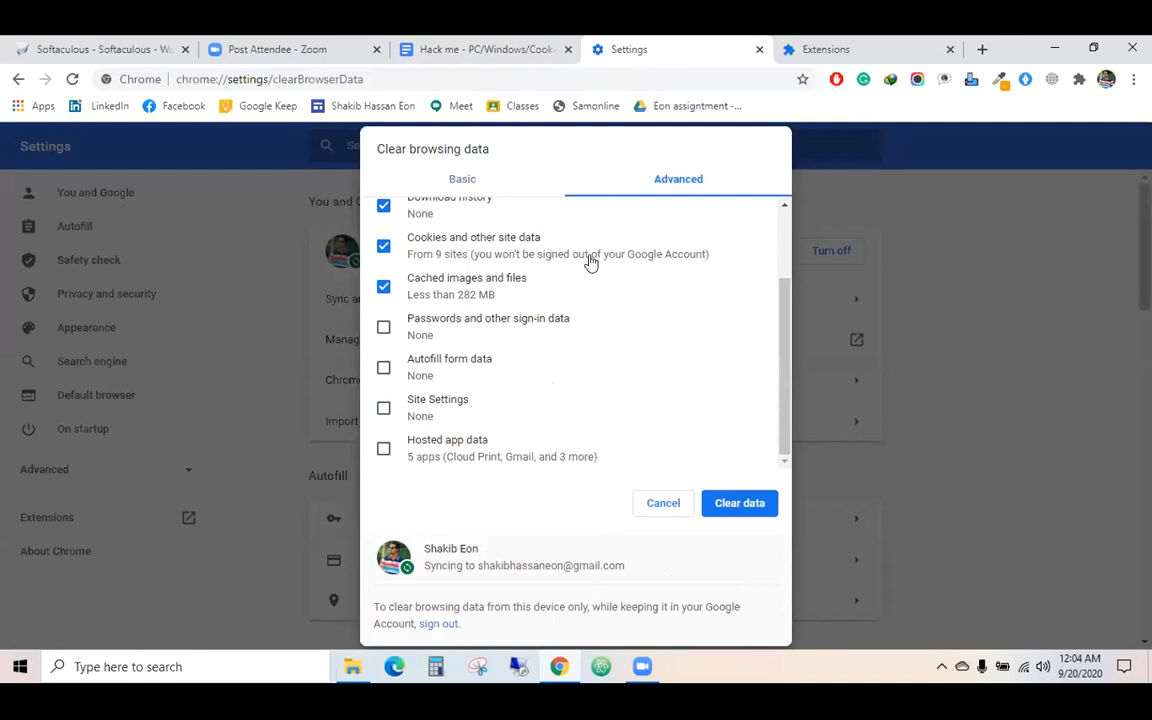 Softaculous - Softaculous - Wo
Post Attendee - Zoom
Hack me - PC/Windows/Cook
Settings
Extensions
Chrome
chrome://settings/clearBrowserData
Apps
LinkedIn
Facebook
Google Keep
Shakib Hassan Eon
Meet
Classes
Samonline
Eon assigntment -...
Settings
Se
Clear browsing data
Basic
Advanced
You and Google
Autofill
Safety check
Privacy and security
Appearance
Search engine
Default browser
On startup
Advanced
Extensions
About Chrome
You and G
Sync an
Manag
Chrome
Import
Autofill
Turn off
Download history
None
Cookies and other site data
From 9 sites (you won't be signed out of your Google Account)
Cached images and files
Less than 282 MB
Passwords and other sign-in data
None
Autofill form data
None
Site Settings
None
Hosted app data
5 apps (Cloud Print, Gmail, and 3 more)
Cancel
Clear data
Shakib Eon
Syncing to shakibhassaneon@gmail.com
To clear browsing data from this device only, while keeping it in your Google
Account, sign out.
Type here to search
12:04 AM
9/20/2020